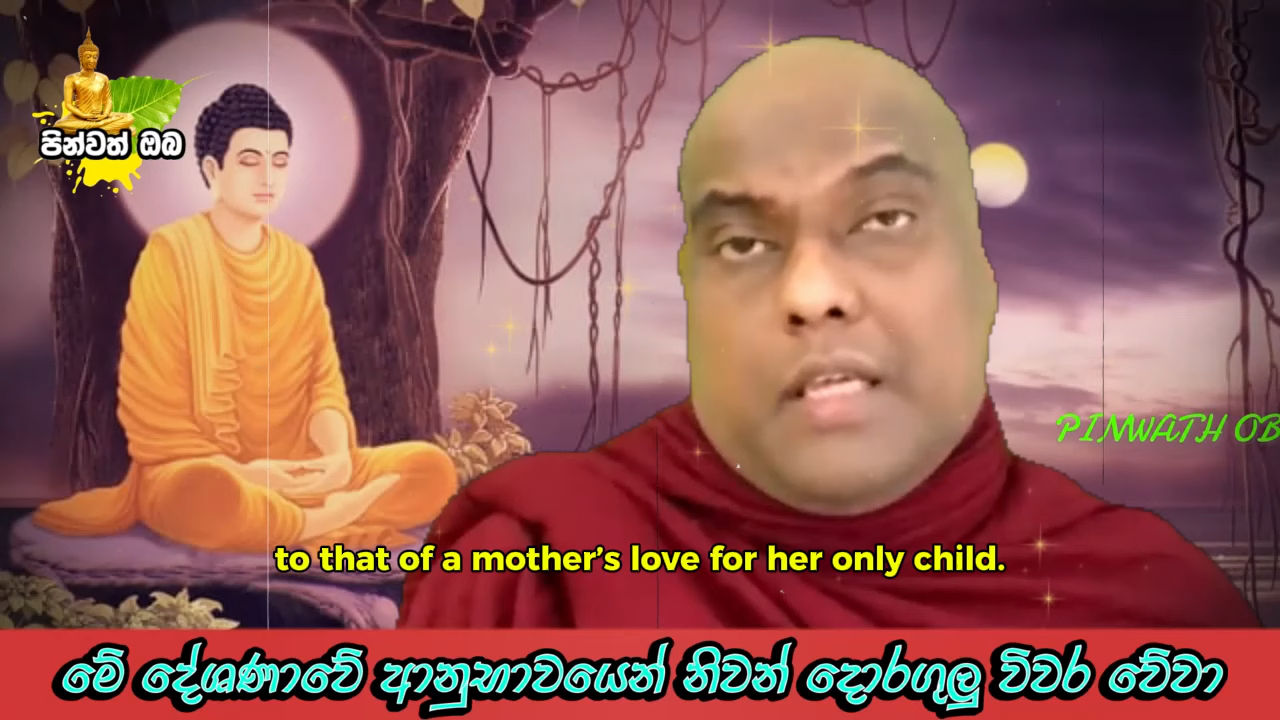 පින්වත් ඔබ
PINWATH OB
to that of a mother's love for her only child.
මේ දේශණාවේ ආනුභාවයෙන් නිවන් දොරගුලු විවර වේවා